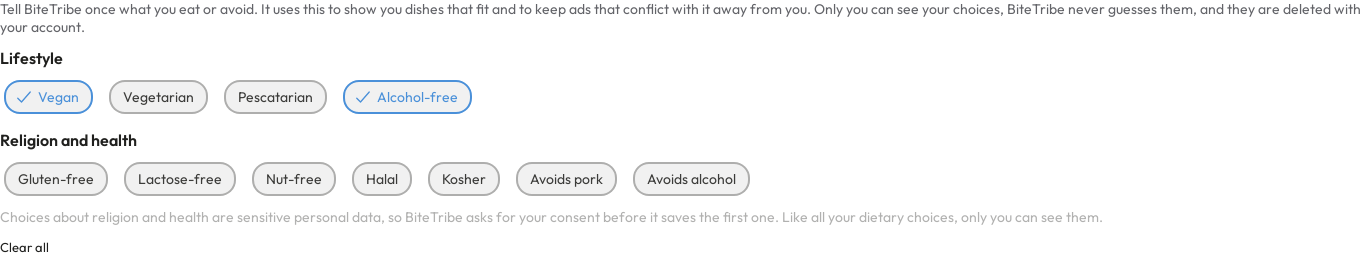 Tell BiteTribe once what you eat or avoid. It uses this to show you dishes that fit and to keep ads that conflict with it away from you. Only you can see your choices, BiteTribe never guesses them, and they are deleted with
your account.
Lifestyle
Vegan Vegetarian Pescatarian Alcohol-free
Religion and health
Gluten-free Lactose-free Nut-free Halal Kosher Avoids pork Avoids alcohol
Choices about religion and health are sensitive personal data, so BiteTribe asks for your consent before it saves the first one. Like all your dietary choices, only you can see them.
Clear all